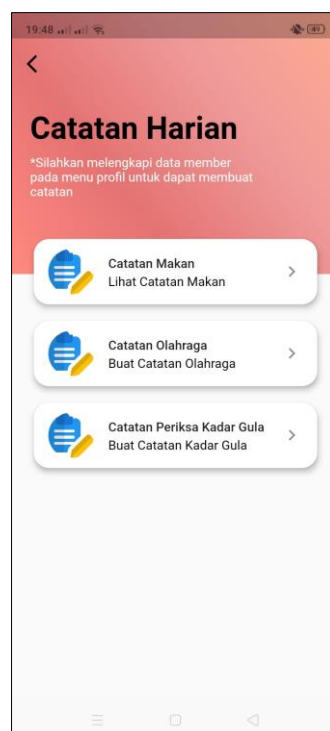 19:48
49
Catatan Harian
*Silahkan melengkapi data member
pada menu profil untuk dapat membuat
catatan
Catatan Makan
Lihat Catatan Makan
Catatan Olahraga
Buat Catatan Olahraga
Catatan Periksa Kadar Gula
Buat Catatan Kadar Gula